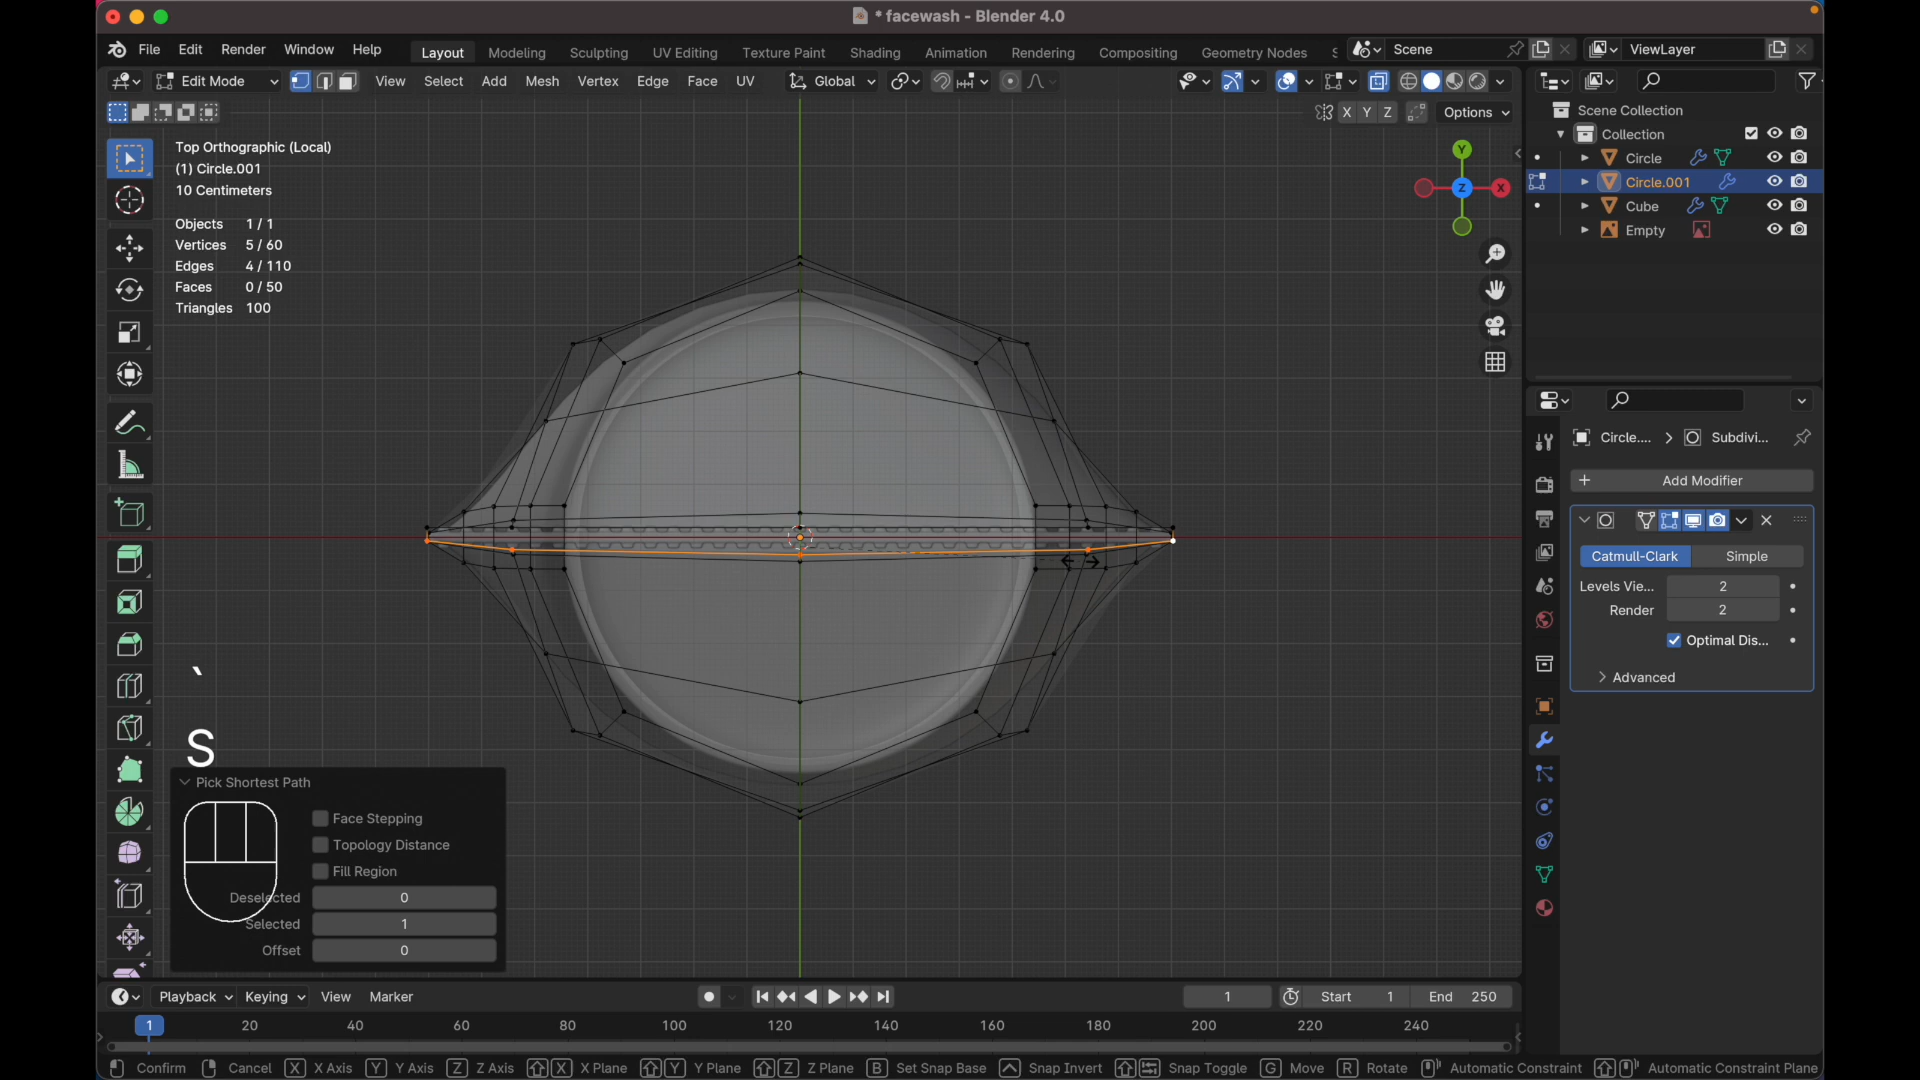 * facewash - Blender 4.0
File Edit Render Window Help Layout Modeling Sculpting UV Editing Texture Paint Shading Animation Rendering Compositing Geometry Nodes S Scene ViewLayer
Edit Mode View Select Add Mesh Vertex Edge Face UV Global
X Y Z Options
Top Orthographic (Local)
(1) Circle.001
10 Centimeters
Objects 1 / 1
Vertices 5 / 60
Edges 4 / 110
Faces 0 / 50
Triangles 100
Y
Z X
Scene Collection
Collection
Circle
Circle.001
Cube
Empty
Circle.... Subdivi...
Add Modifier
Catmull-Clark Simple
Levels Vie... 2
Render 2
Optimal Dis...
Advanced
`
S
Pick Shortest Path
Face Stepping
Topology Distance
Fill Region
Deselected 0
Selected 1
Offset 0
Playback Keying View Marker 1 Start 1 End 250
1 20 40 60 80 100 120 140 160 180 200 220 240
Confirm Cancel X X Axis Y Y Axis Z Z Axis X X Plane Y Y Plane Z Z Plane B Set Snap Base Snap Invert Snap Toggle G Move R Rotate Automatic Constraint Automatic Constraint Plane